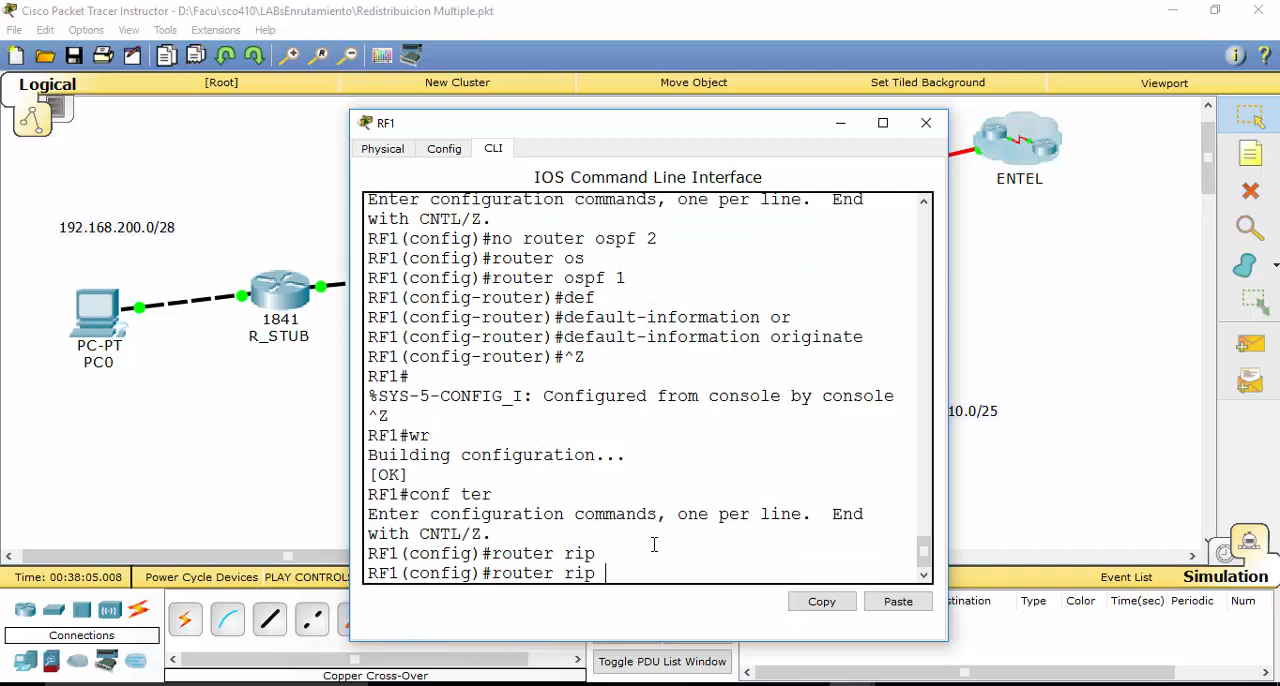 Cisco Packet Tracer Instructor - D:\Facu\sco410\LABsEnrutamiento\Redistribuicion Multiple.pkt
File Edit Options View Tools Extensions Help
Logical [Root] New Cluster Move Object Set Tiled Background Viewport
RF1
Physical Config CLI
IOS Command Line Interface
Enter configuration commands, one per line.  End
with CNTL/Z.
RF1(config)#no router ospf 2
RF1(config)#router os
RF1(config)#router ospf 1
RF1(config-router)#def
RF1(config-router)#default-information or
RF1(config-router)#default-information originate
RF1(config-router)#^Z
RF1#
%SYS-5-CONFIG_I: Configured from console by console
^Z
RF1#wr
Building configuration...
[OK]
RF1#conf ter
Enter configuration commands, one per line.  End
with CNTL/Z.
RF1(config)#router rip
RF1(config)#router rip
Copy Paste
192.168.200.0/28
PC-PT
PC0
1841
R_STUB
ENTEL
10.0/25
Time: 00:38:05.008 Power Cycle Devices PLAY CONTROL
Event List Simulation
Connections
Copper Cross-Over
Toggle PDU List Window
stination Type Color Time(sec) Periodic Num